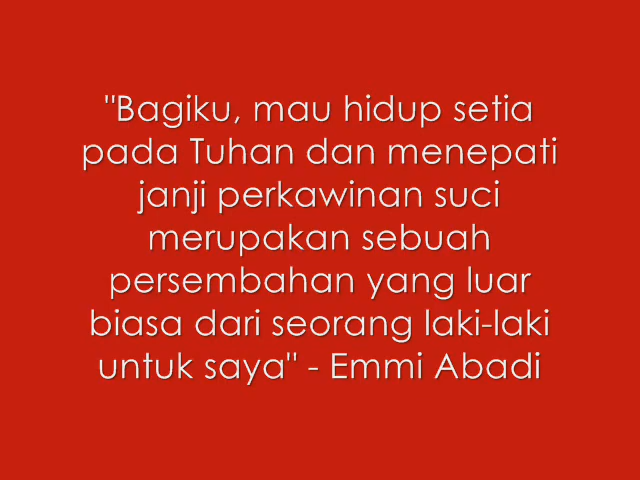 "Bagiku, mau hidup setia
pada Tuhan dan menepati
janji perkawinan suci
merupakan sebuah
persembahan yang luar
biasa dari seorang laki-laki
untuk saya" - Emmi Abadi